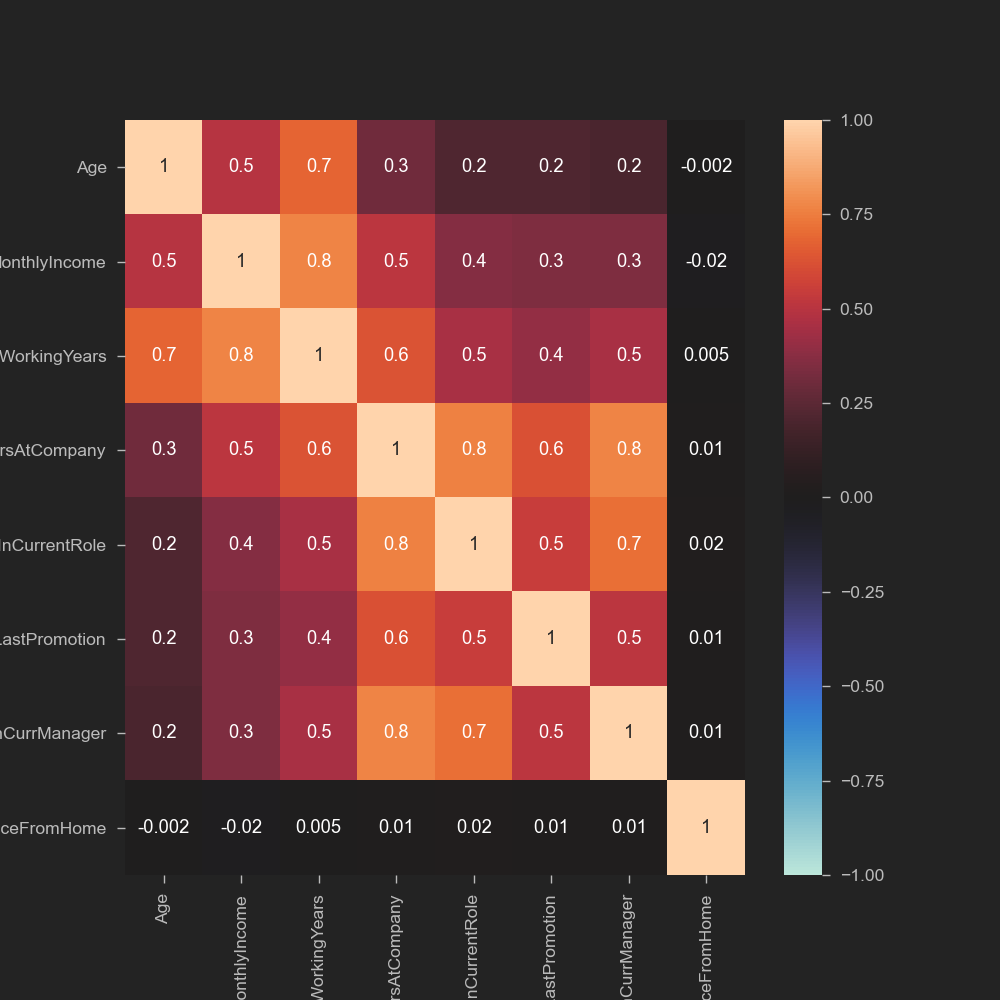 Age 1 0.5 0.7 0.3 0.2 0.2 0.2 -0.002
onthlyIncome 0.5 1 0.8 0.5 0.4 0.3 0.3 -0.02
WorkingYears 0.7 0.8 1 0.6 0.5 0.4 0.5 0.005
rsAtCompany 0.3 0.5 0.6 1 0.8 0.6 0.8 0.01
nCurrentRole 0.2 0.4 0.5 0.8 1 0.5 0.7 0.02
LastPromotion 0.2 0.3 0.4 0.6 0.5 1 0.5 0.01
nCurrManager 0.2 0.3 0.5 0.8 0.7 0.5 1 0.01
ceFromHome -0.002 -0.02 0.005 0.01 0.02 0.01 0.01 1
Age
onthlyIncome
WorkingYears
rsAtCompany
nCurrentRole
astPromotion
nCurrManager
ceFromHome
1.00
0.75
0.50
0.25
0.00
−0.25
−0.50
−0.75
−1.00